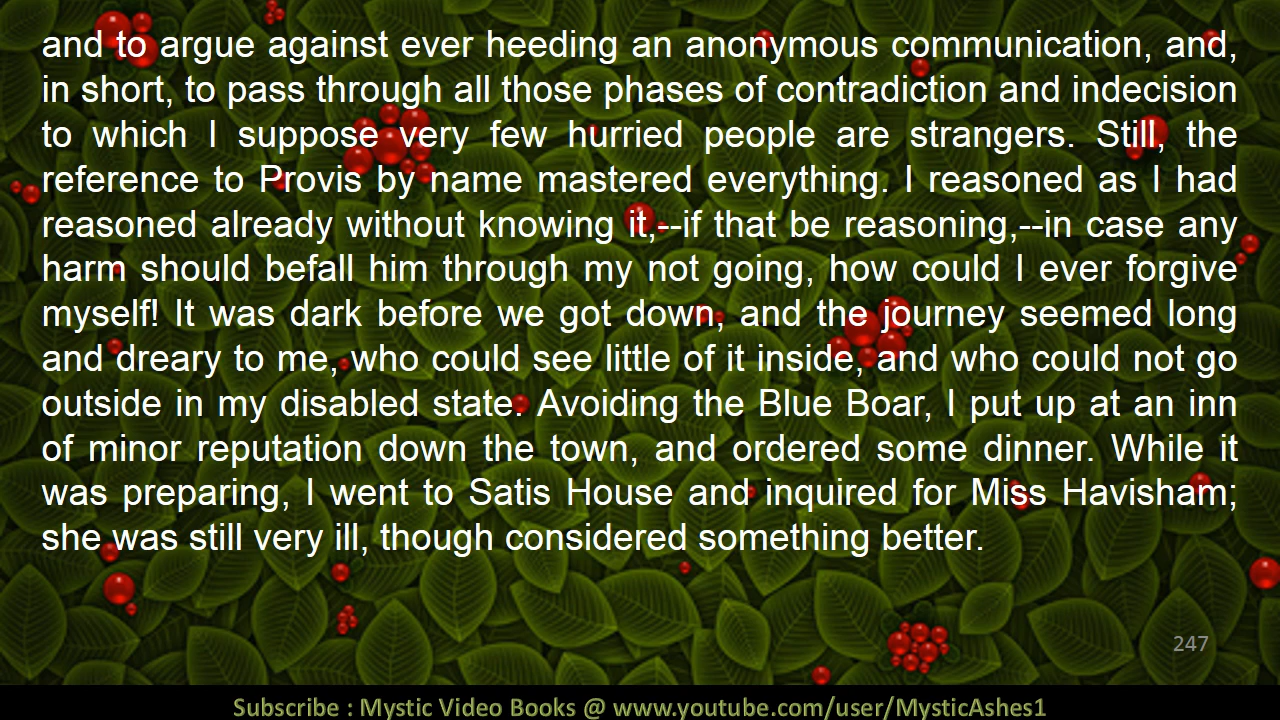 and to argue against ever heeding an anonymous communication, and,
in short, to pass through all those phases of contradiction and indecision
to which I suppose very few hurried people are strangers. Still, the
reference to Provis by name mastered everything. I reasoned as I had
reasoned already without knowing it,--if that be reasoning,--in case any
harm should befall him through my not going, how could I ever forgive
myself! It was dark before we got down, and the journey seemed long
and dreary to me, who could see little of it inside, and who could not go
outside in my disabled state. Avoiding the Blue Boar, I put up at an inn
of minor reputation down the town, and ordered some dinner. While it
was preparing, I went to Satis House and inquired for Miss Havisham;
she was still very ill, though considered something better.
247
Subscribe : Mystic Video Books @ www.youtube.com/user/MysticAshes1